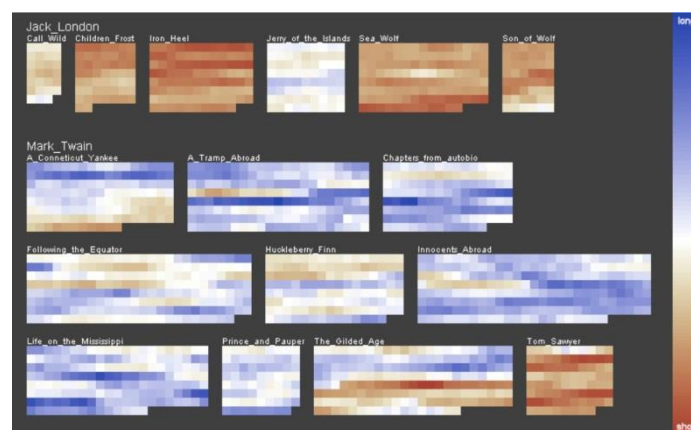 Jack_London
Call_Wild Children_Frost Iron_Heel Jerry_of_the_Islands Sea_Wolf Son_of_Wolf
Mark_Twain
A_Conneticut_Yankee A_Tramp_Abroad Chapters_from_autobio
Following_the_Equator Huckleberry_Finn Innocents_Abroad
Life_on_the_Mississippi Prince_and_Pauper The_Gilded_Age Tom_Sawyer
long
sho